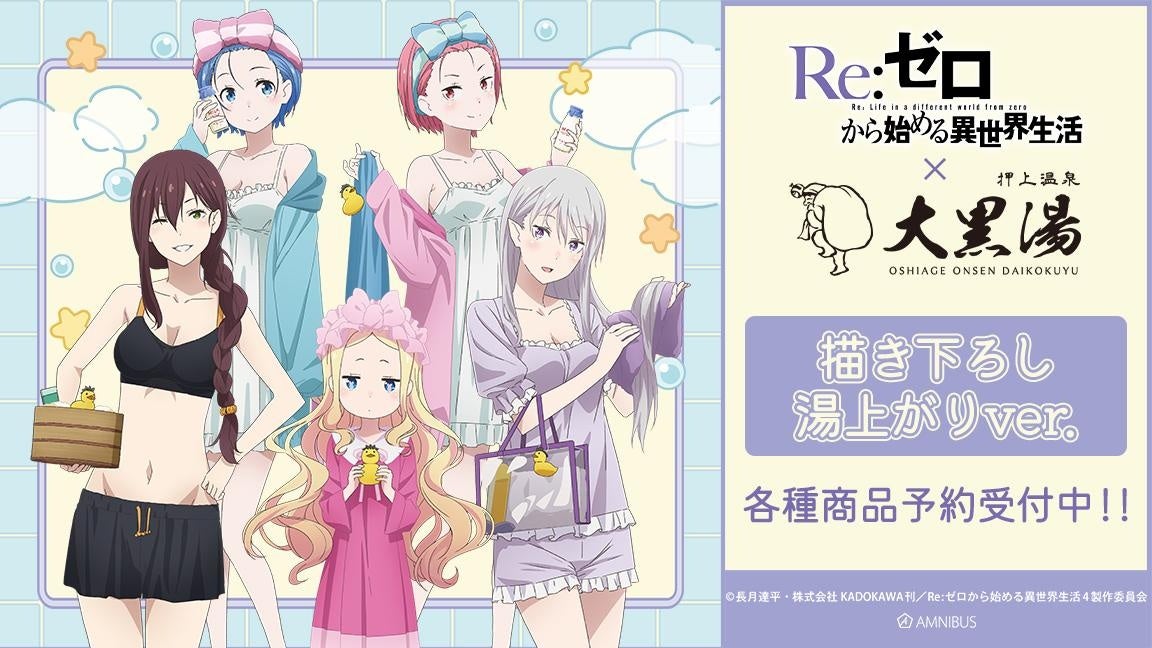 Re:ゼロ
Re: Life in a different world from zero
から始める異世界生活
×
押上温泉
大黒湯
OSHIAGE ONSEN DAIKOKUYU
描き下ろし
湯上がりver.
各種商品予約受付中!!
©長月達平・株式会社 KADOKAWA刊／Re:ゼロから始める異世界生活4製作委員会
AMNIBUS